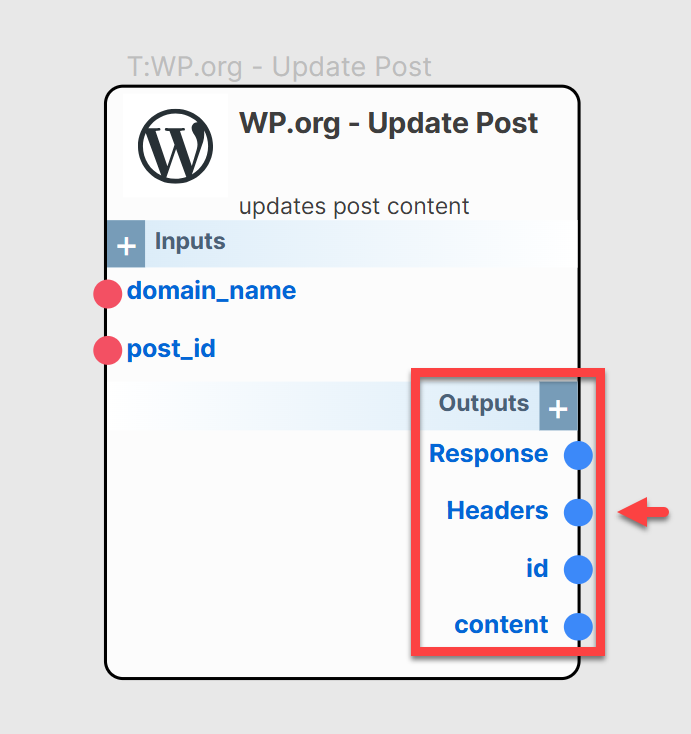 T:WP.org - Update Post
WP.org - Update Post
updates post content
+ Inputs
domain_name
post_id
Outputs +
Response
Headers
id
content